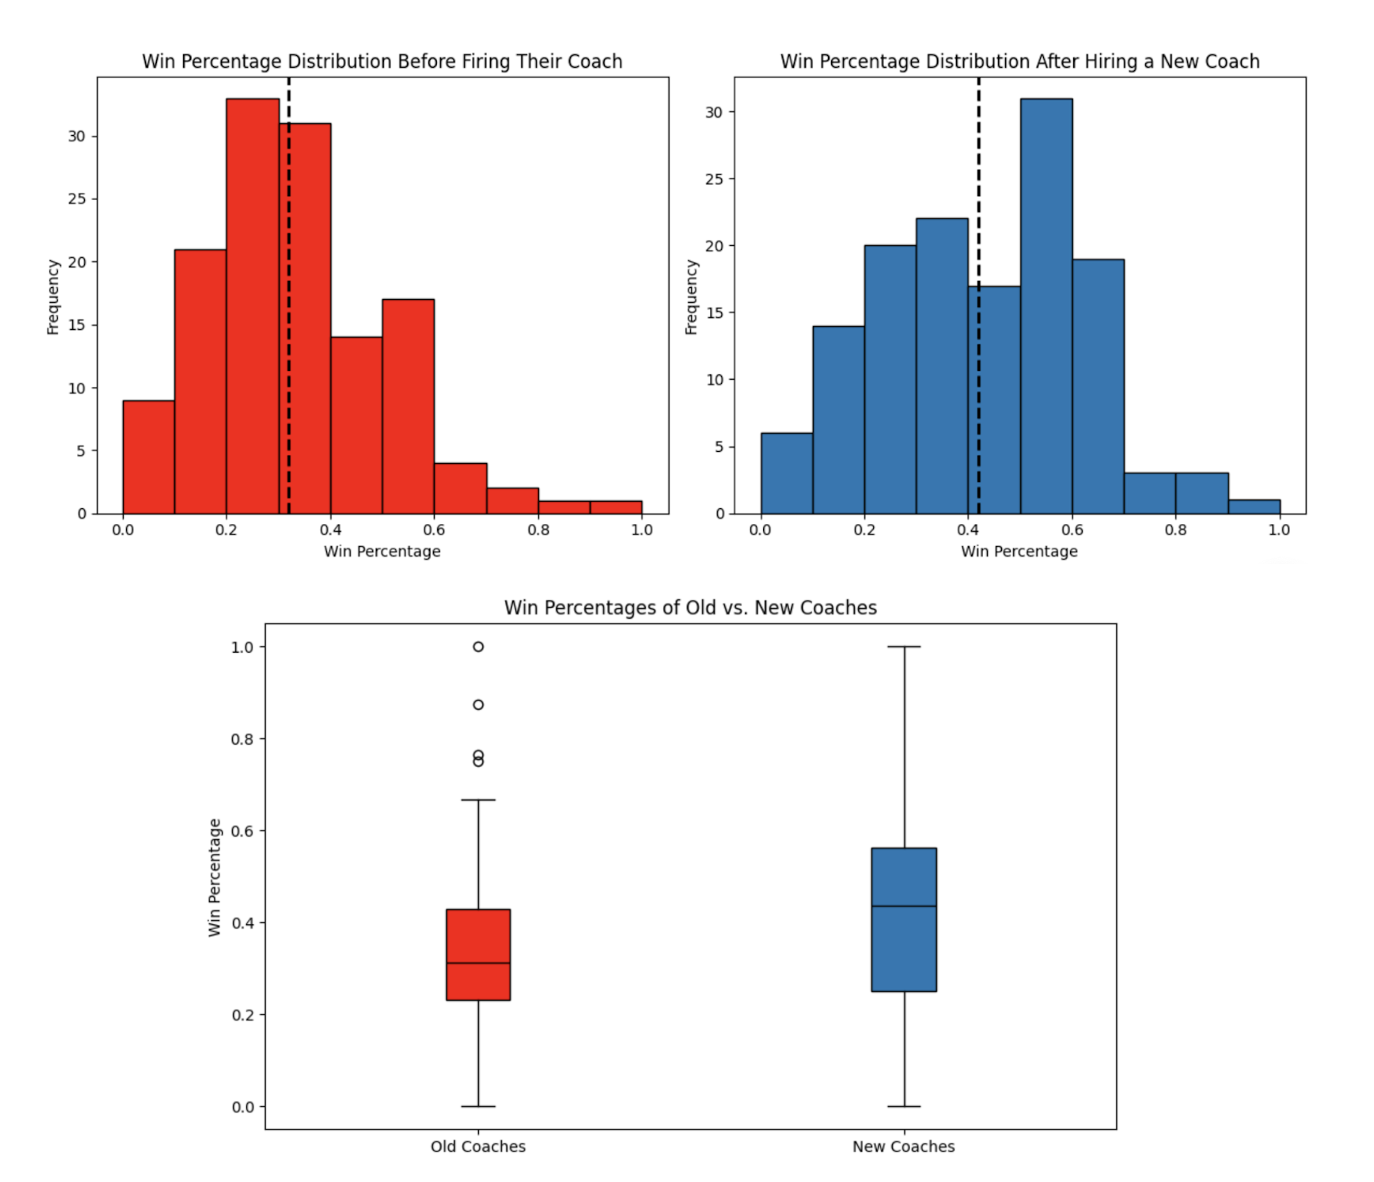 Win Percentage Distribution Before Firing Their Coach
Frequency
30
25
20
15
10
5
0
0.0 0.2 0.4 0.6 0.8 1.0
Win Percentage
Win Percentage Distribution After Hiring a New Coach
Frequency
30
25
20
15
10
5
0
0.0 0.2 0.4 0.6 0.8 1.0
Win Percentage
Win Percentages of Old vs. New Coaches
Win Percentage
1.0
0.8
0.6
0.4
0.2
0.0
Old Coaches New Coaches